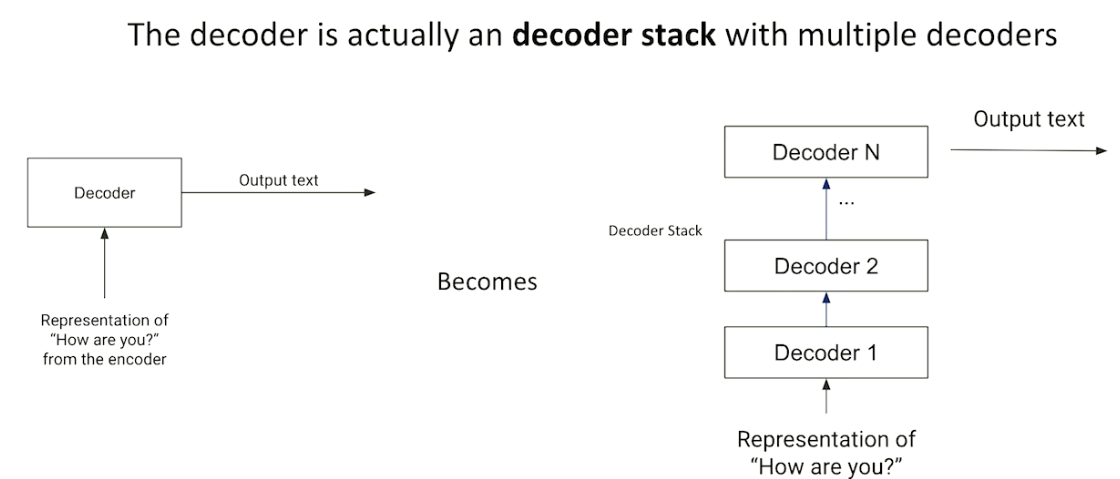 The decoder is actually an decoder stack with multiple decoders
Decoder
Output text
Representation of
“How are you?“
from the encoder
Becomes
Decoder Stack
Decoder N
Output text
...
Decoder 2
Decoder 1
Representation of
“How are you?”